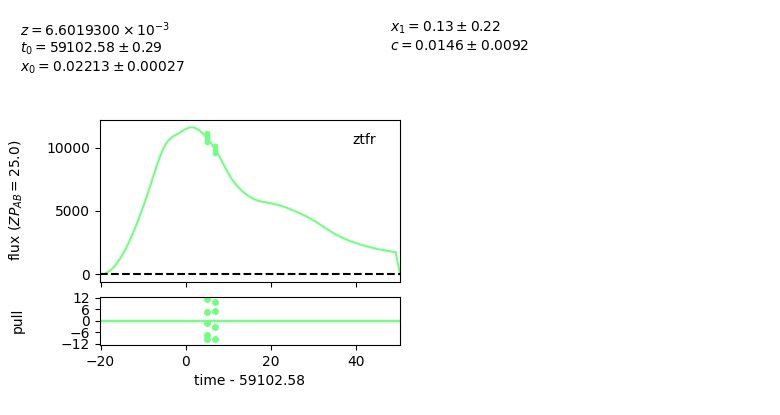 z = 6.6019300 × 10⁻³
t₀ = 59102.58 ± 0.29
x₀ = 0.02213 ± 0.00027
x₁ = 0.13 ± 0.22
c = 0.0146 ± 0.0092
ztfr
flux (ZP_AB = 25.0)
10000
5000
0
pull
12
6
0
−6
−12
−20 0 20 40
time - 59102.58